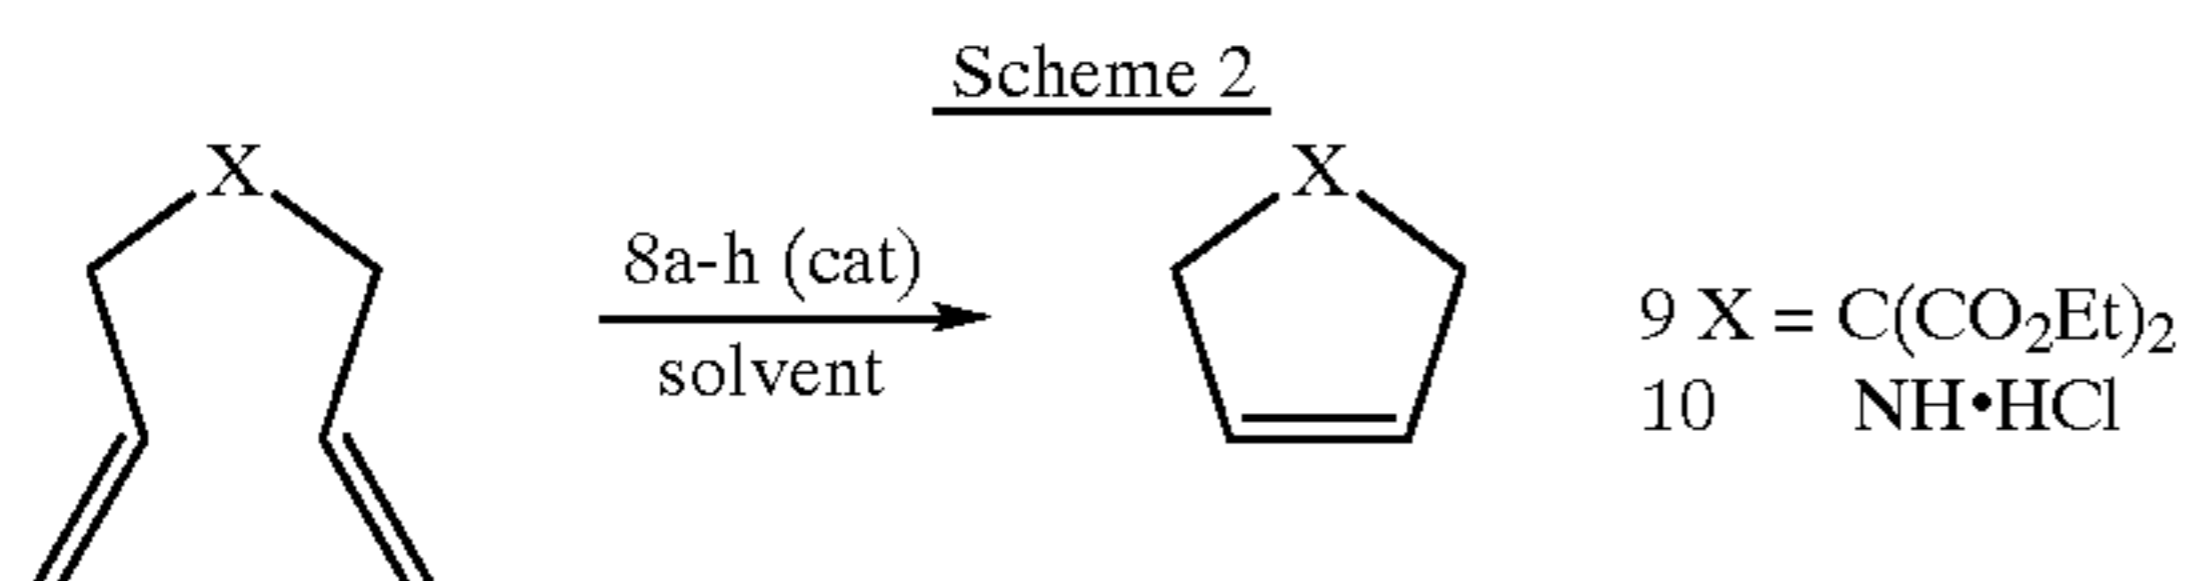 Scheme 2
X
X
8a-h (cat)
solvent
9 X = C(CO₂Et)₂
10 NH•HCl